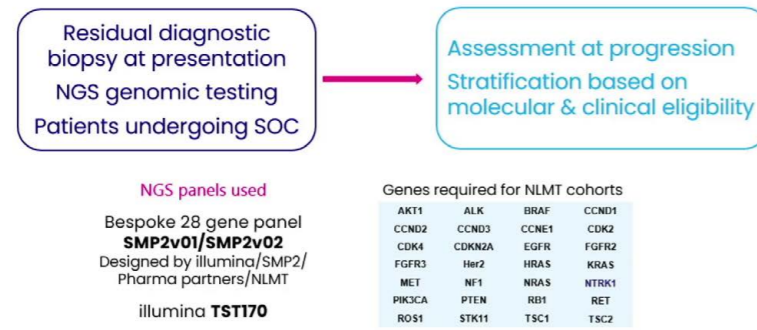 Residual diagnostic
biopsy at presentation
NGS genomic testing
Patients undergoing SOC
Assessment at progression
Stratification based on
molecular & clinical eligibility
NGS panels used
Bespoke 28 gene panel
SMP2v01/SMP2v02
Designed by illumina/SMP2/
Pharma partners/NLMT
illumina TST170
Genes required for NLMT cohorts
AKT1 ALK BRAF CCND1
CCND2 CCND3 CCNE1 CDK2
CDK4 CDKN2A EGFR FGFR2
FGFR3 Her2 HRAS KRAS
MET NF1 NRAS NTRK1
PIK3CA PTEN RB1 RET
ROS1 STK11 TSC1 TSC2